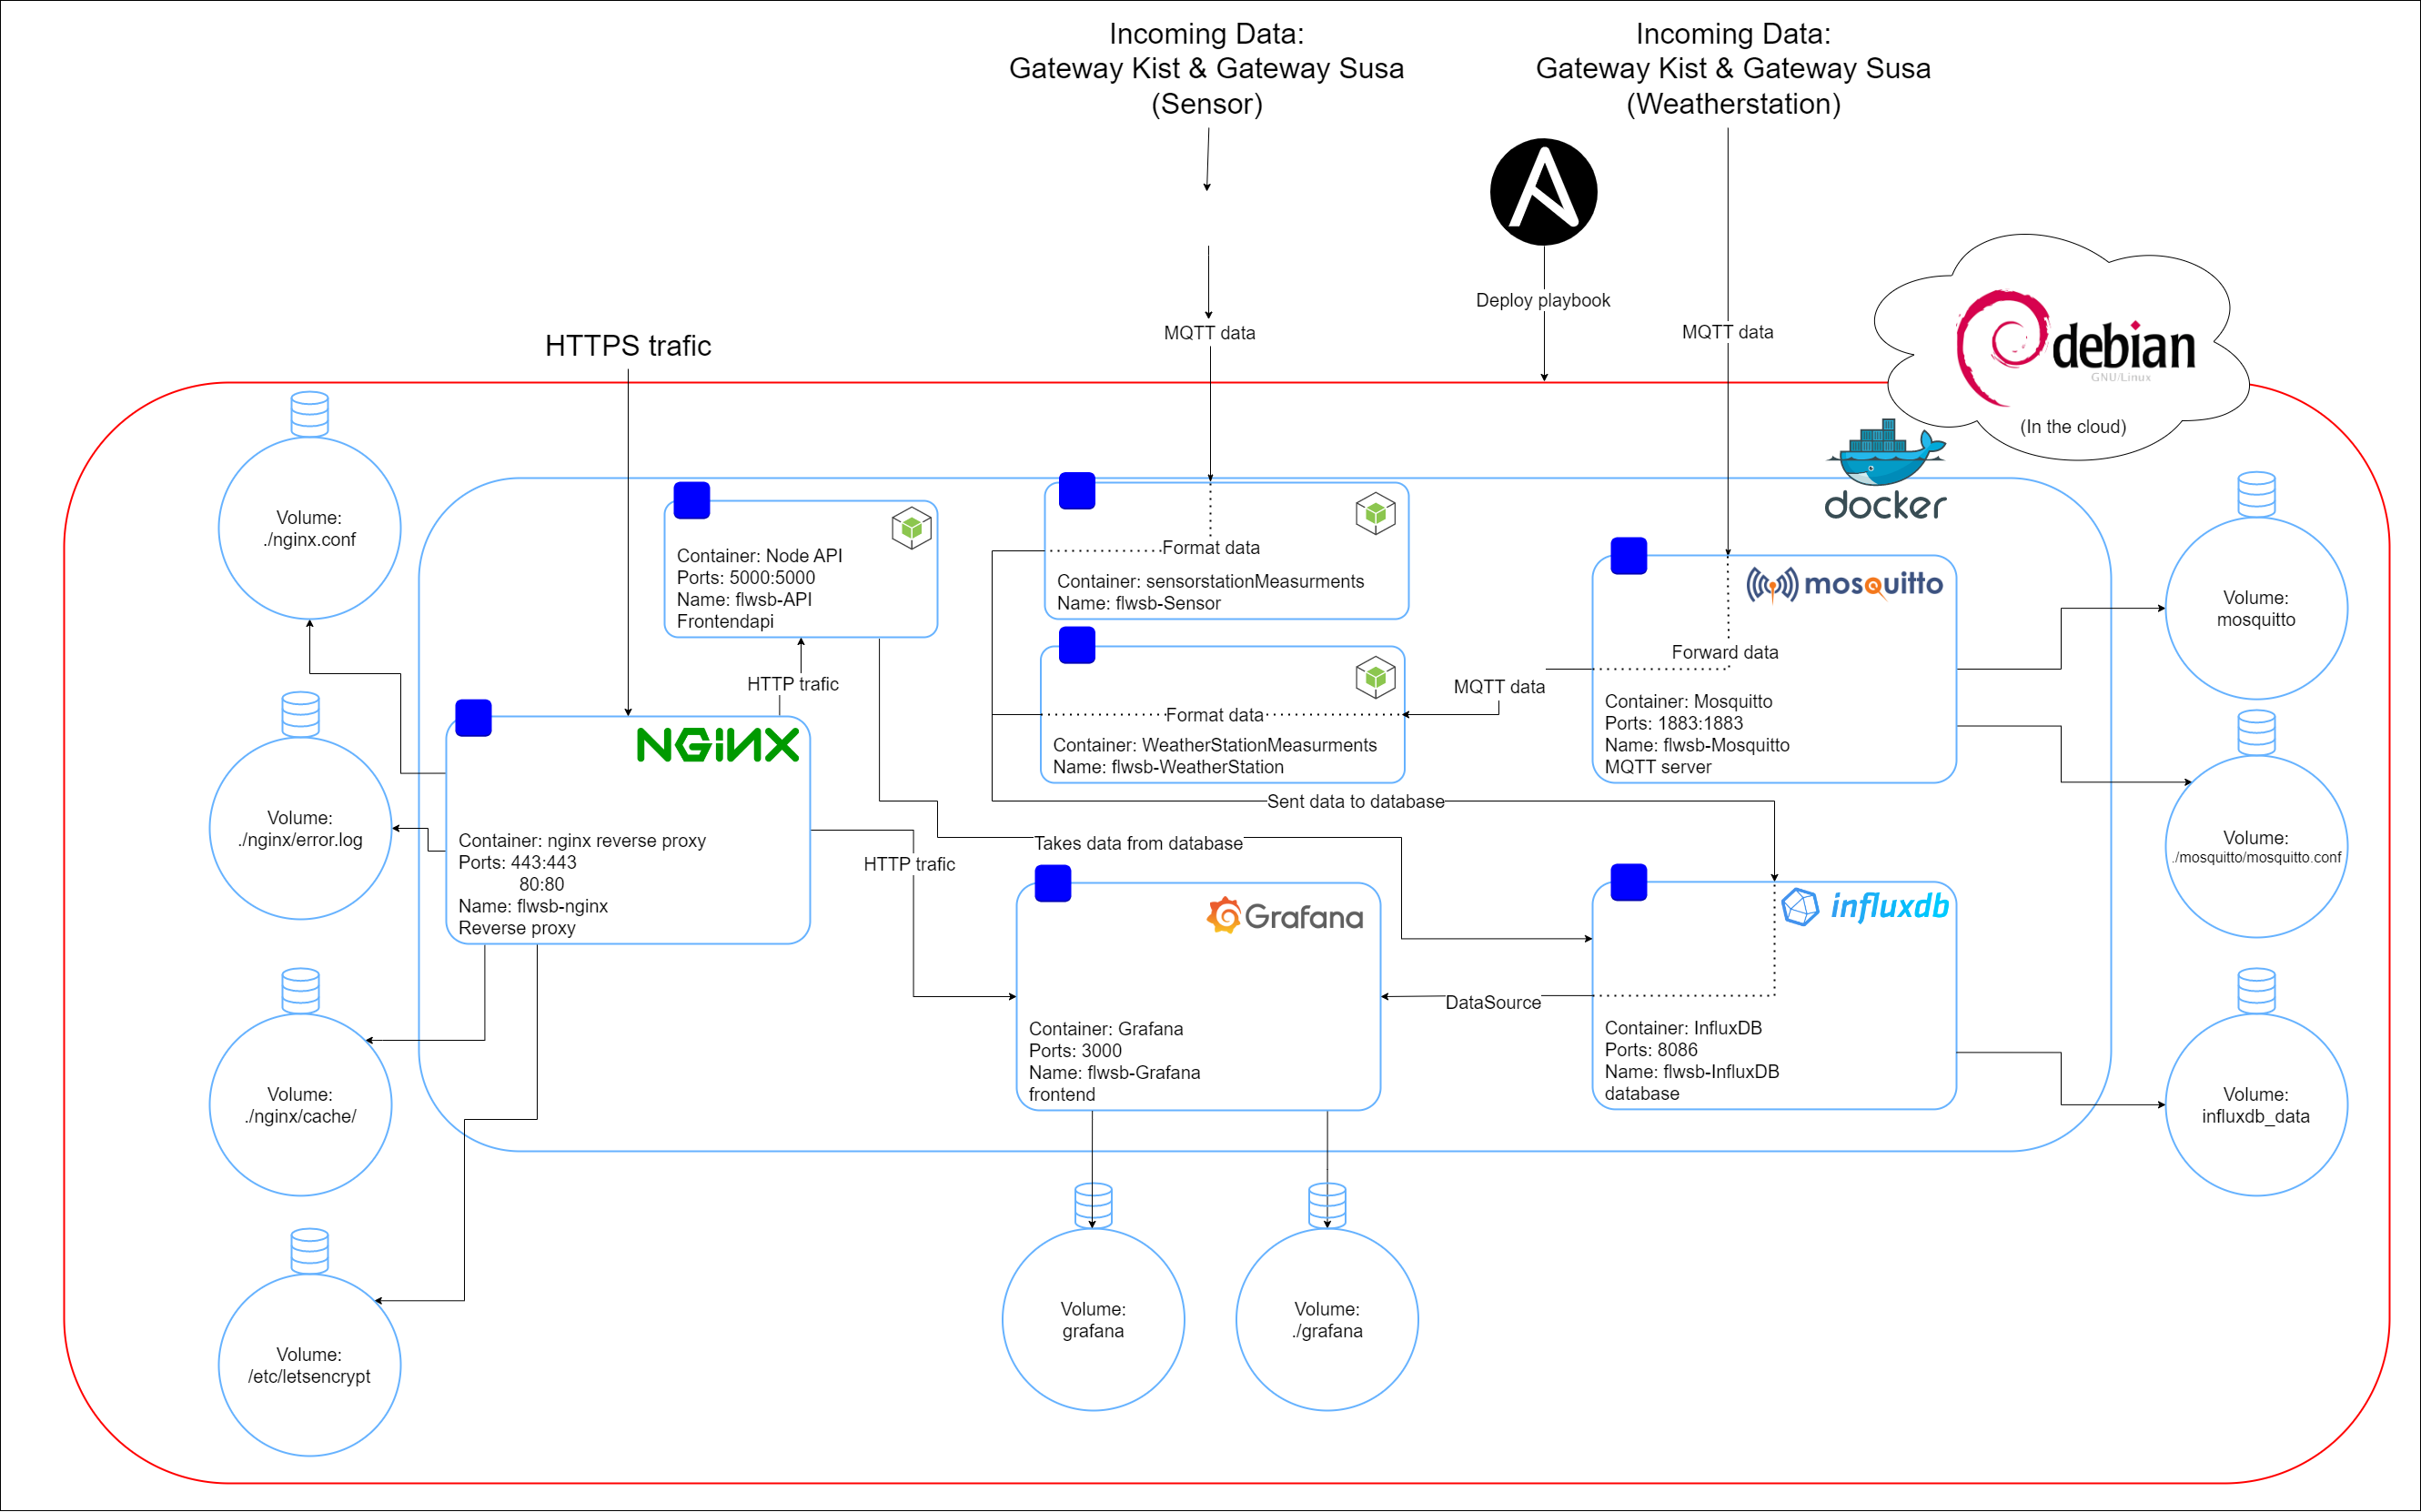 Incoming Data:
Gateway Kist & Gateway Susa
(Sensor)
Incoming Data:
Gateway Kist & Gateway Susa
(Weatherstation)
Deploy playbook
MQTT data
MQTT data
HTTPS trafic
debian
GNU/Linux
(In the cloud)
docker
Volume:
./nginx.conf
Container: Node API
Ports: 5000:5000
Name: flwsb-API
Frontendapi
Format data
Container: sensorstationMeasurments
Name: flwsb-Sensor
mosquitto
Forward data
Container: Mosquitto
Ports: 1883:1883
Name: flwsb-Mosquitto
MQTT server
Volume:
mosquitto
HTTP trafic
MQTT data
Format data
Container: WeatherStationMeasurments
Name: flwsb-WeatherStation
NGINX
Container: nginx reverse proxy
Ports: 443:443
80:80
Name: flwsb-nginx
Reverse proxy
Volume:
./nginx/error.log
Sent data to database
Takes data from database
HTTP trafic
Volume:
./mosquitto/mosquitto.conf
Grafana
Container: Grafana
Ports: 3000
Name: flwsb-Grafana
frontend
DataSource
influxdb
Container: InfluxDB
Ports: 8086
Name: flwsb-InfluxDB
database
Volume:
./nginx/cache/
Volume:
influxdb_data
Volume:
/etc/letsencrypt
Volume:
grafana
Volume:
./grafana